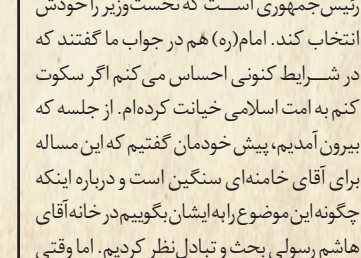 رئیس‌جمهوری است که نخست‌وزیر را خودش
انتخاب کند. امام(ره) هم در جواب ما گفتند که
در شرایط کنونی احساس می‌کنم اگر سکوت
کنم به امت اسلامی خیانت کرده‌ام. از جلسه که
بیرون آمدیم، پیش خودمان گفتیم که این مساله
برای آقای خامنه‌ای سنگین است و درباره اینکه
چگونه این موضوع را به ایشان بگوییم در خانه آقای
هاشم رسولی بحث و تبادل نظر کردیم. اما وقتی